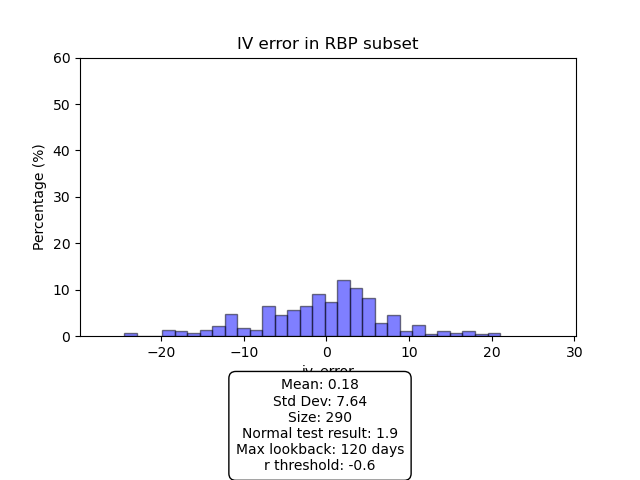 IV error in RBP subset
60
50
40
30
20
10
0
Percentage (%)
−20
−10
0
10
20
30
iv_error
Mean: 0.18
Std Dev: 7.64
Size: 290
Normal test result: 1.9
Max lookback: 120 days
r threshold: -0.6